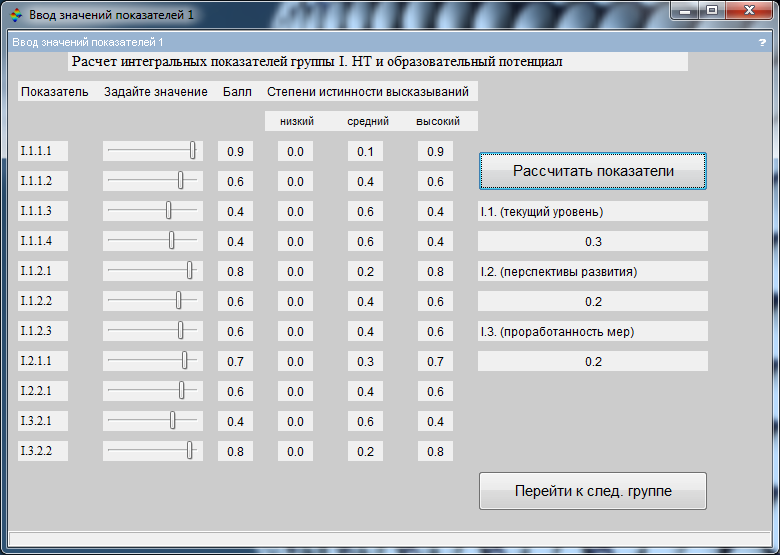 Ввод значений показателей 1
Ввод значений показателей 1 ?
Расчет интегральных показателей группы I. НТ и образовательный потенциал
Показатель Задайте значение Балл Степени истинности высказываний
низкий средний высокий
I.1.1.1 0.9 0.0 0.1 0.9
Рассчитать показатели
I.1.1.2 0.6 0.0 0.4 0.6
I.1.1.3 0.4 0.0 0.6 0.4 I.1. (текущий уровень)
I.1.1.4 0.4 0.0 0.6 0.4 0.3
I.1.2.1 0.8 0.0 0.2 0.8 I.2. (перспективы развития)
I.1.2.2 0.6 0.0 0.4 0.6 0.2
I.1.2.3 0.6 0.0 0.4 0.6 I.3. (проработанность мер)
I.2.1.1 0.7 0.0 0.3 0.7 0.2
I.2.2.1 0.6 0.0 0.4 0.6
I.3.2.1 0.4 0.0 0.6 0.4
I.3.2.2 0.8 0.0 0.2 0.8
Перейти к след. группе